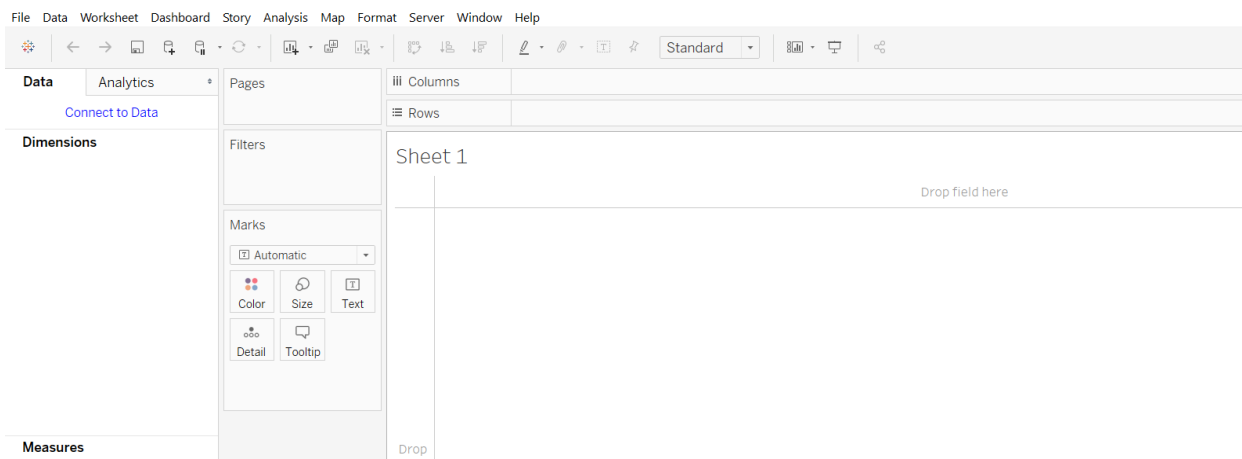 File Data Worksheet Dashboard Story Analysis Map Format Server Window Help
Standard
Data Analytics
Connect to Data
Dimensions
Measures
Pages
Filters
Marks
T Automatic
Color Size T Text
Detail Tooltip
iii Columns
Rows
Sheet 1
Drop field here
Drop